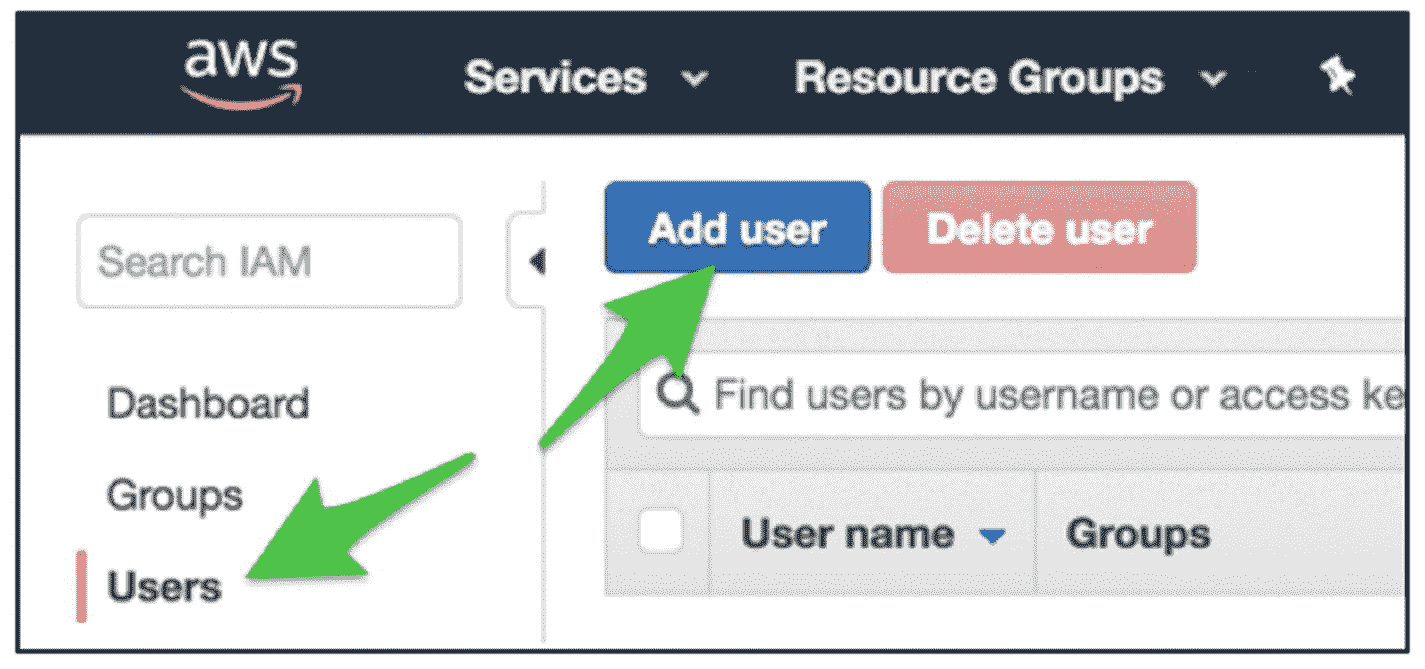 aws Services Resource Groups
Add user Delete user
Search IAM
Dashboard
Groups
Users
Find users by username or access ke
User name Groups